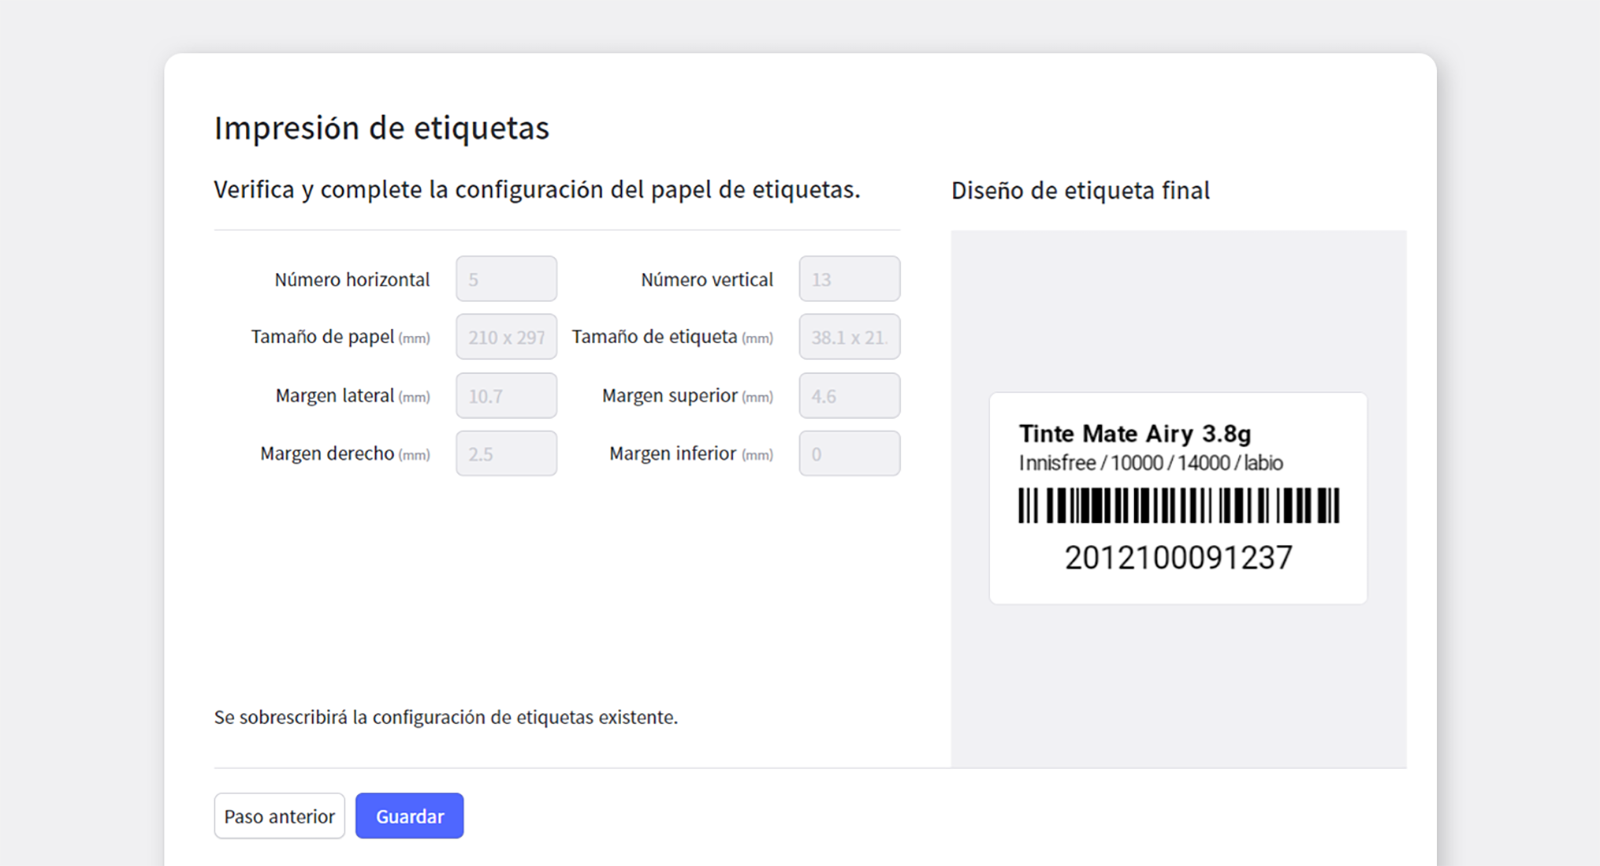 Impresión de etiquetas
Verifica y complete la configuración del papel de etiquetas.
Número horizontal 5 Número vertical 13
Tamaño de papel (mm) 210 x 297 Tamaño de etiqueta (mm) 38.1 x 21.
Margen lateral (mm) 10.7 Margen superior (mm) 4.6
Margen derecho (mm) 2.5 Margen inferior (mm) 0
Se sobrescribirá la configuración de etiquetas existente.
Paso anterior Guardar
Diseño de etiqueta final
Tinte Mate Airy 3.8g
Innisfree / 10000 / 14000 / labio
2012100091237